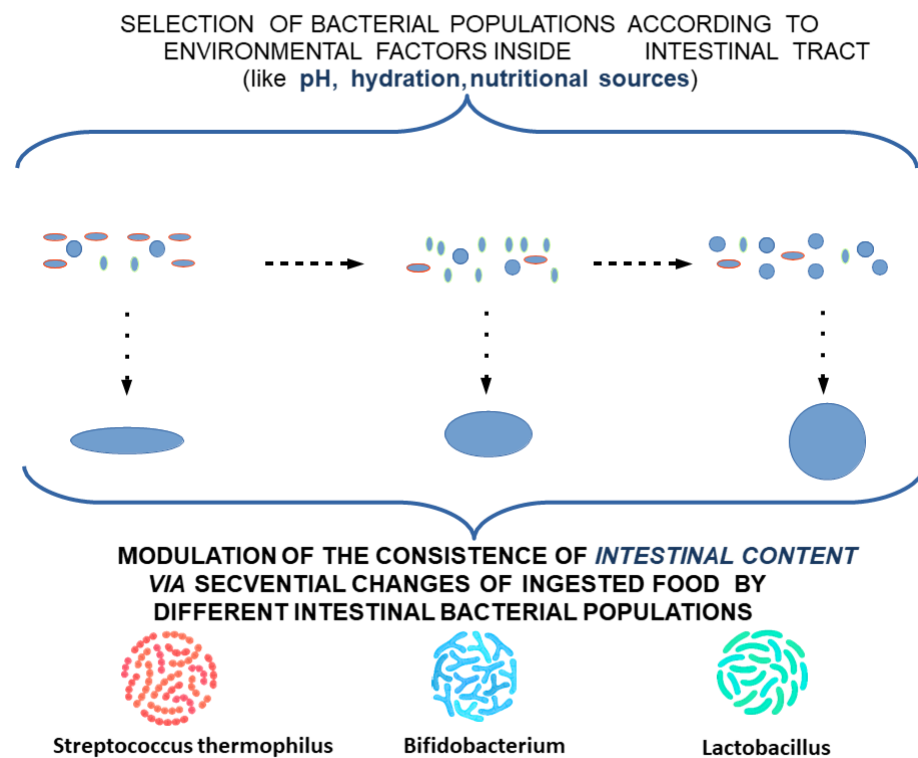 SELECTION OF BACTERIAL POPULATIONS ACCORDING TO
ENVIRONMENTAL FACTORS INSIDE INTESTINAL TRACT
(like pH, hydration,nutritional sources)
MODULATION OF THE CONSISTENCE OF INTESTINAL CONTENT
VIA SECVENTIAL CHANGES OF INGESTED FOOD BY
DIFFERENT INTESTINAL BACTERIAL POPULATIONS
Streptococcus thermophilus
Bifidobacterium
Lactobacillus